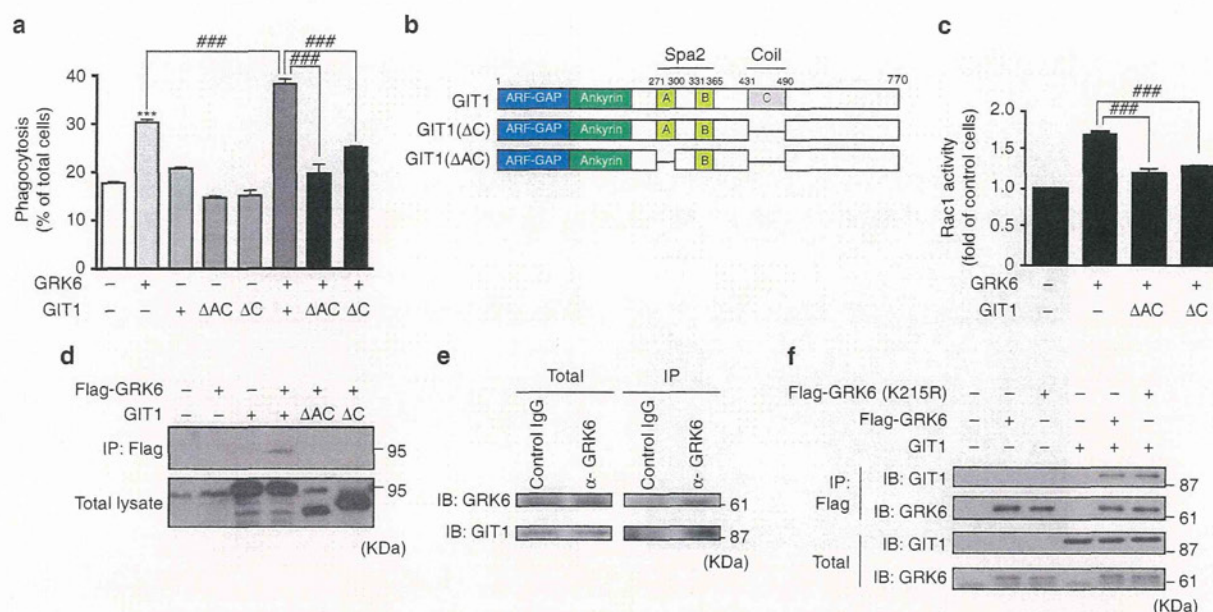 a
Phagocytosis
(% of total cells)
40
30
20
10
0
***
###
###
###
GRK6 – + – – – + + +
GIT1 – – + ΔAC ΔC + ΔAC ΔC
b
Spa2 Coil
1 271 300 331 365 431 490 770
GIT1 ARF-GAP Ankyrin A B C
GIT1(ΔC) ARF-GAP Ankyrin A B
GIT1(ΔAC) ARF-GAP Ankyrin B
c
Rac1 activity
(fold of control cells)
2.0
1.5
1.0
0.0
###
###
GRK6 – + + +
GIT1 – – ΔAC ΔC
d
Flag-GRK6 – + – + + +
GIT1 – – + + ΔAC ΔC
IP: Flag 95
Total lysate 95
(KDa)
e
Total IP
Control IgG α- GRK6 Control IgG α- GRK6
IB: GRK6 61
IB: GIT1 87
(KDa)
f
Flag-GRK6 (K215R) – – + – – +
Flag-GRK6 – + – – + –
GIT1 – – – + + +
IP: Flag
IB: GIT1 87
IB: GRK6 61
Total
IB: GIT1 87
IB: GRK6 61
(KDa)